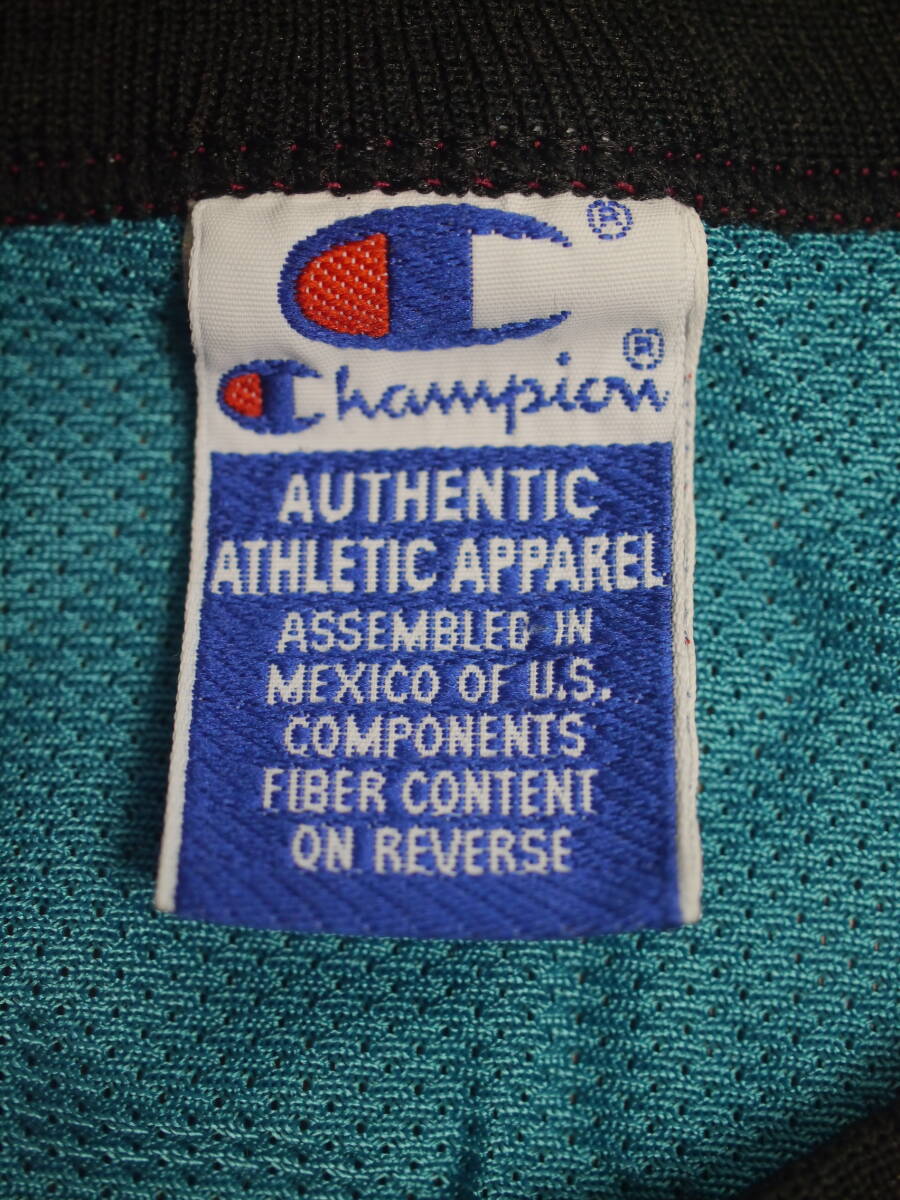 ®
Champion®
AUTHENTIC
ATHLETIC APPAREL
ASSEMBLED IN
MEXICO OF U.S.
COMPONENTS
FIBER CONTENT
ON REVERSE